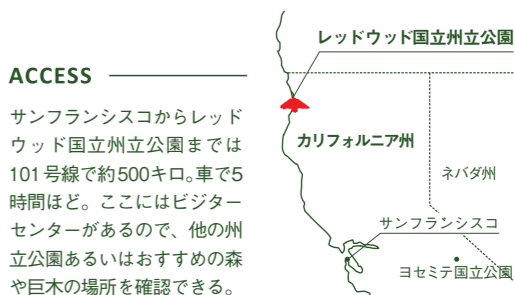 ACCESS
サンフランシスコからレッド
ウッド国立州立公園までは
101号線で約500キロ。車で5
時間ほど。ここにはビジター
センターがあるので、他の州
立公園あるいはおすすめの森
や巨木の場所を確認できる。
レッドウッド国立州立公園
カリフォルニア州
ネバダ州
サンフランシスコ
ヨセミテ国立公園